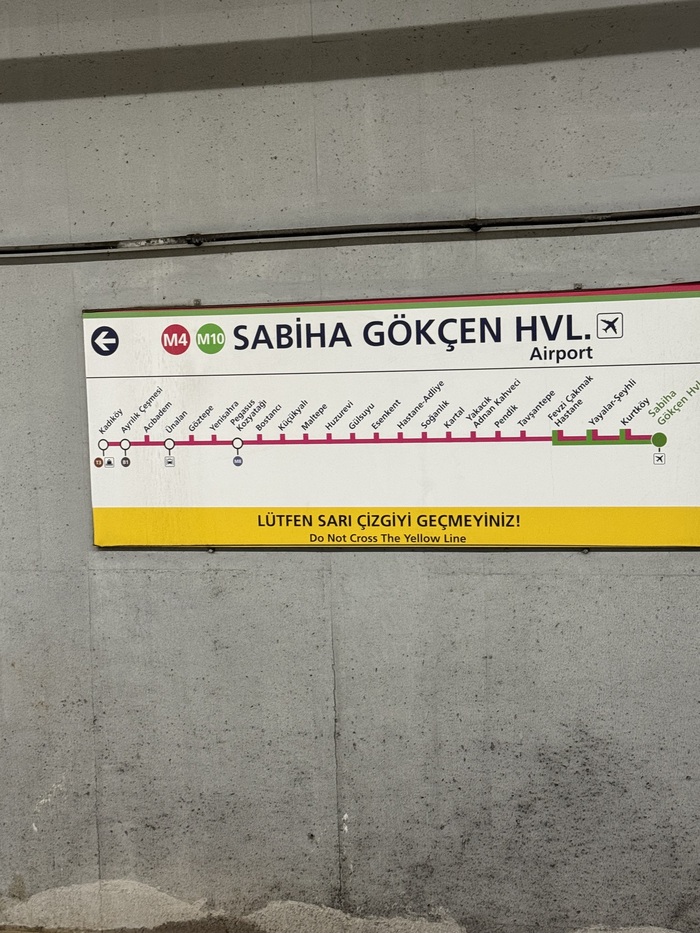 M4 M10 SABİHA GÖKÇEN HVL.
Airport
Kadıköy
Ayrılık Çeşmesi
Acıbadem
Ünalan
Göztepe
Yenisahra
Pegasus
Kozyatağı
Bostancı
Küçükyalı
Maltepe
Huzurevi
Gülsuyu
Esenkent
Hastane-Adliye
Soğanlık
Kartal
Yakacık
Adnan Kahveci
Pendik
Tavşantepe
Fevzi Çakmak
Hastane
Yayalar-Şeyhli
Kurtköy
Sabiha
Gökçen Hvl
LÜTFEN SARI ÇİZGİYİ GEÇMEYİNİZ!
Do Not Cross The Yellow Line